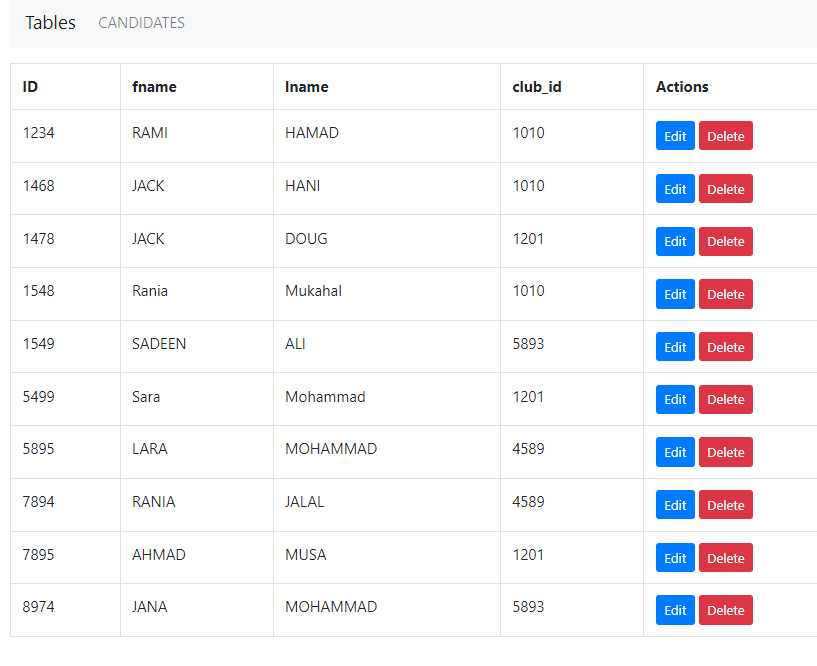 Tables CANDIDATES
ID fname lname club_id Actions
1234 RAMI HAMAD 1010 Edit Delete
1468 JACK HANI 1010 Edit Delete
1478 JACK DOUG 1201 Edit Delete
1548 Rania Mukahal 1010 Edit Delete
1549 SADEEN ALI 5893 Edit Delete
5499 Sara Mohammad 1201 Edit Delete
5895 LARA MOHAMMAD 4589 Edit Delete
7894 RANIA JALAL 4589 Edit Delete
7895 AHMAD MUSA 1201 Edit Delete
8974 JANA MOHAMMAD 5893 Edit Delete